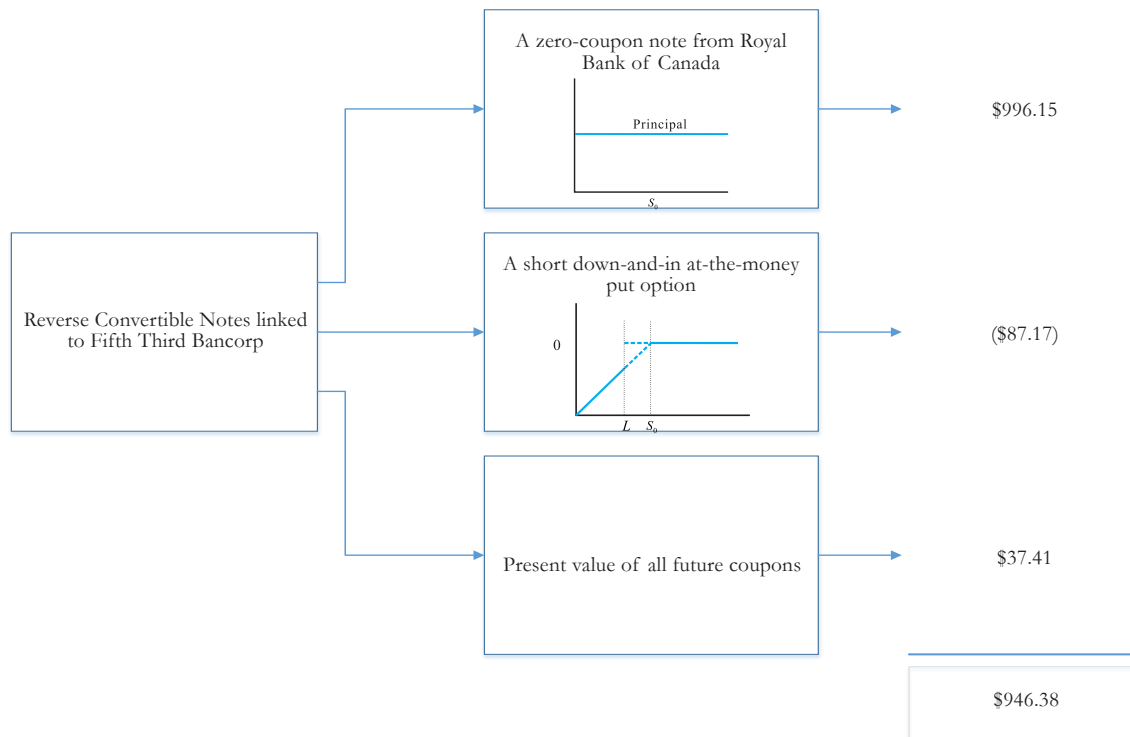 A zero-coupon note from Royal
Bank of Canada
Principal
S₀
$996.15
Reverse Convertible Notes linked
to Fifth Third Bancorp
A short down-and-in at-the-money
put option
0
L S₀
($87.17)
Present value of all future coupons
$37.41
$946.38